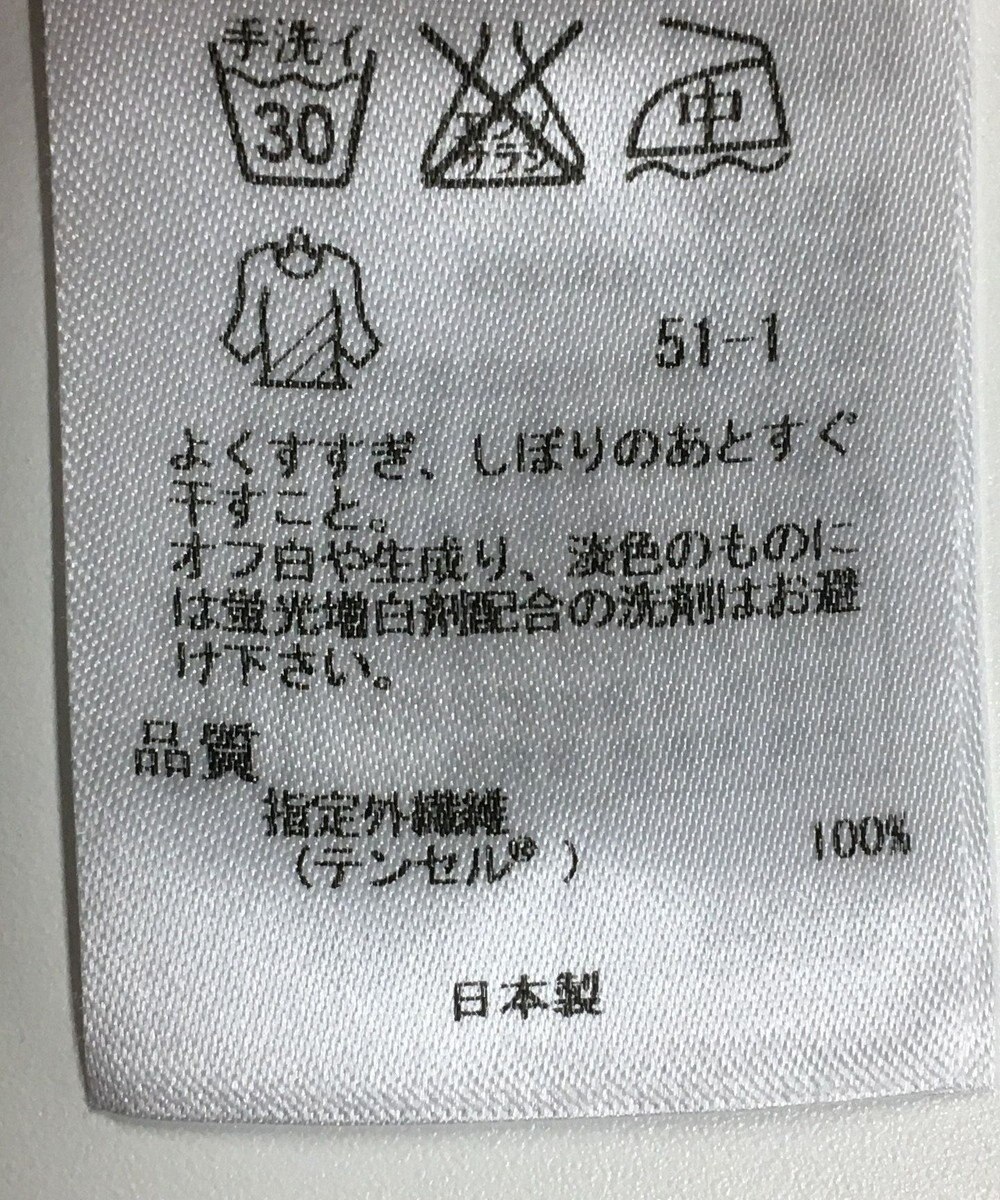 手洗イ
30
エンソ
サラシ
中
51-1
よくすすぎ、しぼりのあとすぐ
干すこと。
オフ白や生成り、淡色のものに
は蛍光増白剤配合の洗剤はお避
け下さい。
品質
指定外繊維 100%
(テンセル®)
日本製